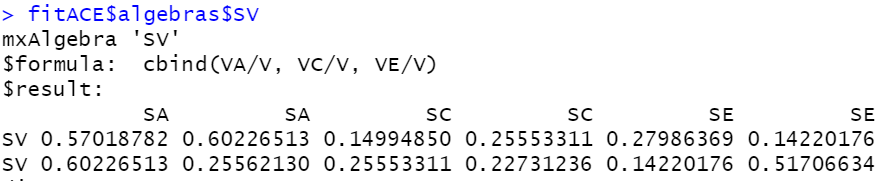 > fitACE$algebras$SV
mxAlgebra 'SV'
$formula:  cbind(VA/V, VC/V, VE/V)
$result:
           SA         SA         SC         SC         SE         SE
SV 0.57018782 0.60226513 0.14994850 0.25553311 0.27986369 0.14220176
SV 0.60226513 0.25562130 0.25553311 0.22731236 0.14220176 0.51706634